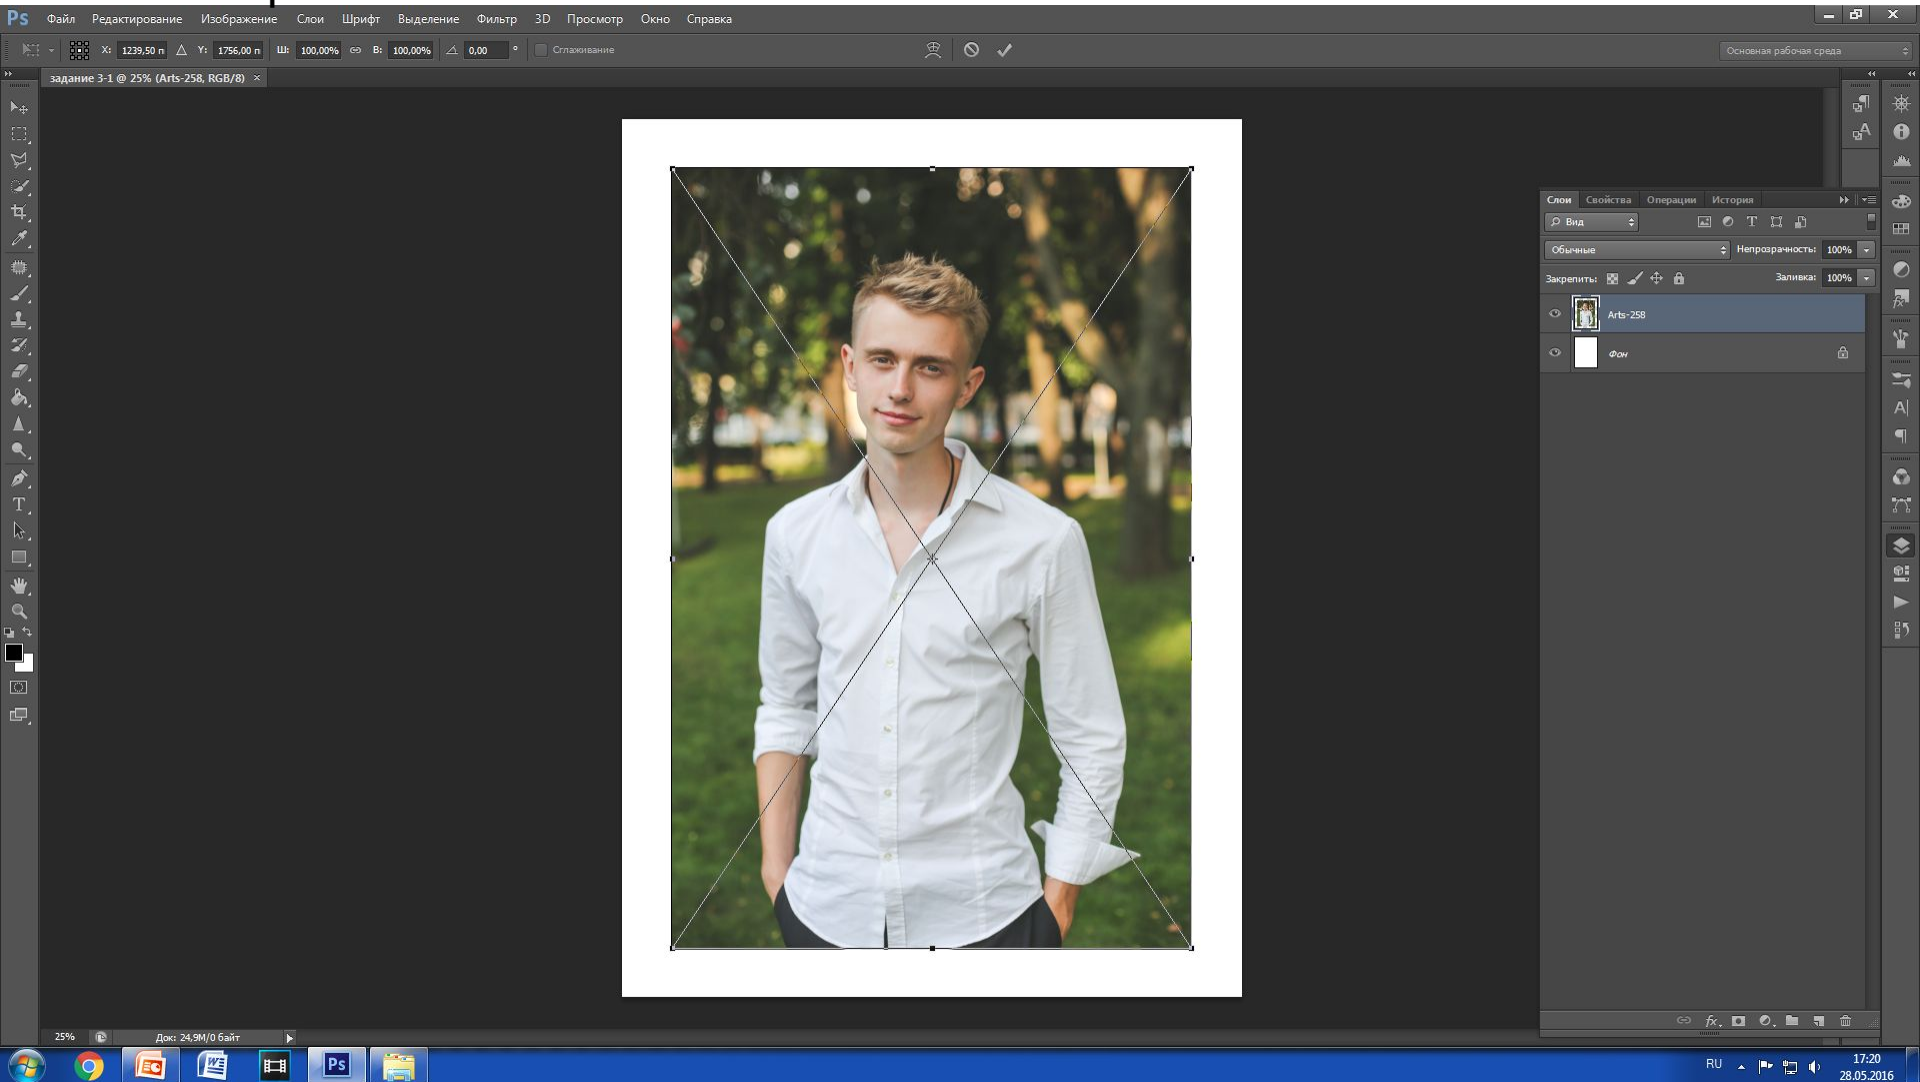 Ps Файл Редактирование Изображение Слои Шрифт Выделение Фильтр 3D Просмотр Окно Справка
X: 1239,50 п Y: 1756,00 п Ш: 100,00% В: 100,00% 0,00 ° Сглаживание Основная рабочая среда
задание 3-1 @ 25% (Arts-258, RGB/8) ×
Слои Свойства Операции История
Вид
Обычные Непрозрачность: 100%
Закрепить: Заливка: 100%
Arts-258
Фон
25% Док: 24,9M/0 байт
Ps RU 17:20
28.05.2016